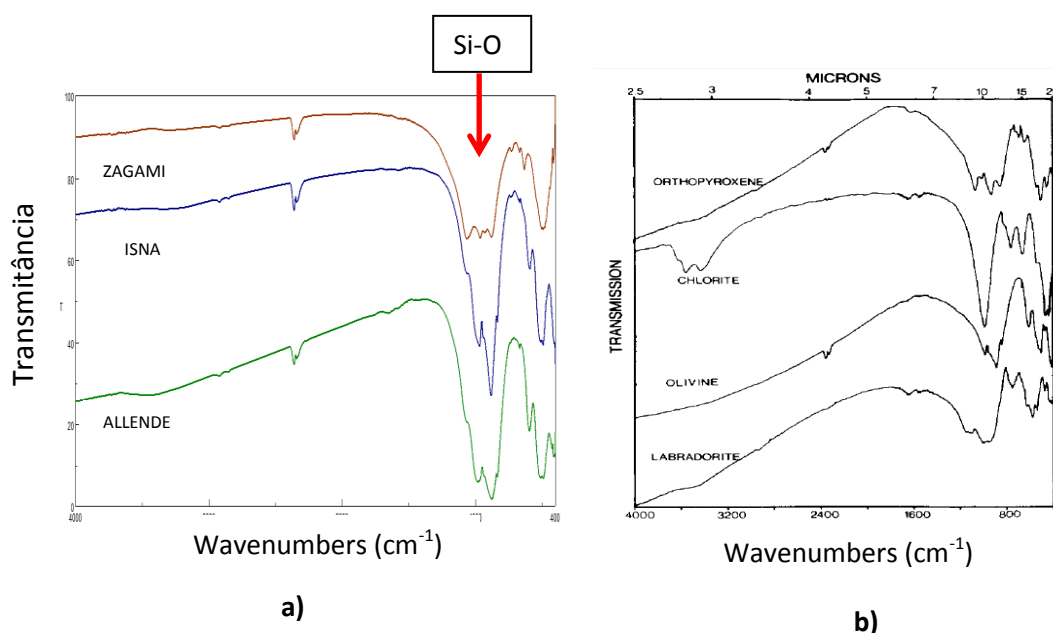 Si-O
100
80
60
40
20
0
T
ZAGAMI
ISNA
ALLENDE
Transmitância
4000
400
Wavenumbers (cm-1)
a)
MICRONS
2.5
3
4
5
7
10
15
ORTHOPYROXENE
CHLORITE
OLIVINE
LABRADORITE
TRANSMISSION
4000
3200
2400
1600
800
Wavenumbers (cm-1)
b)